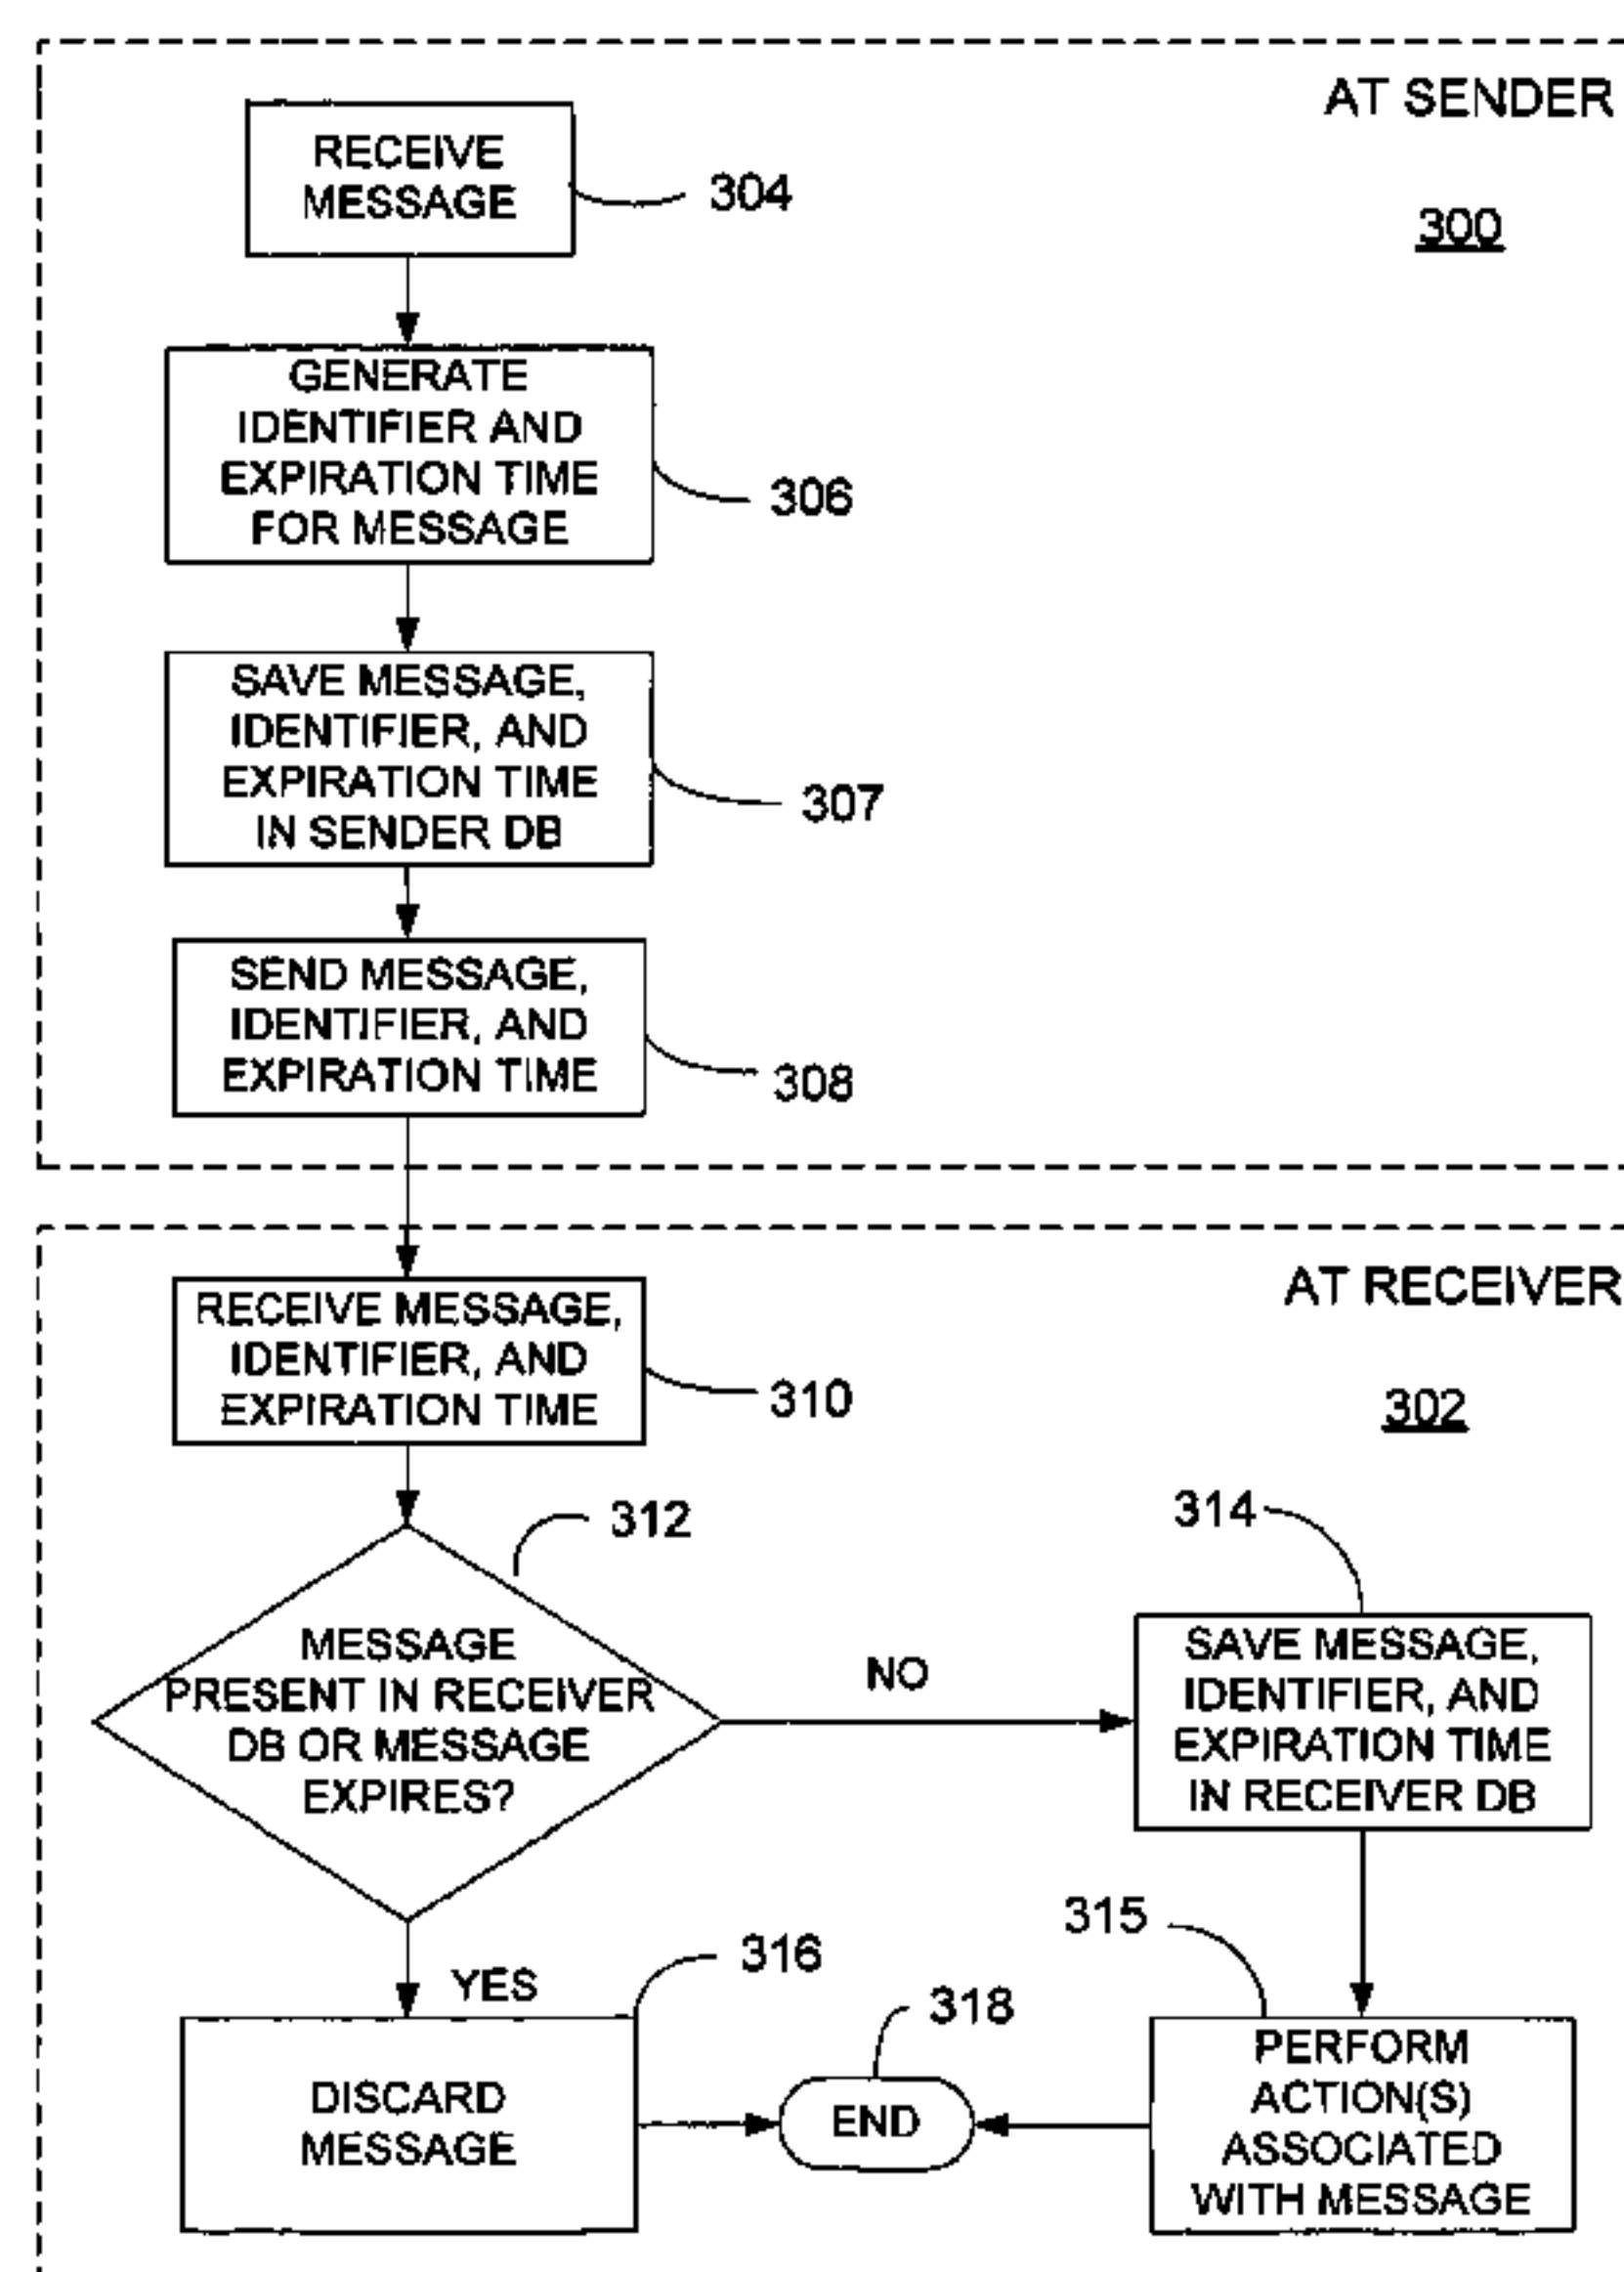 AT SENDER
300
RECEIVE
MESSAGE
304
GENERATE
IDENTIFIER AND
EXPIRATION TIME
FOR MESSAGE
306
SAVE MESSAGE,
IDENTIFIER, AND
EXPIRATION TIME
IN SENDER DB
307
SEND MESSAGE,
IDENTIFIER, AND
EXPIRATION TIME
308
AT RECEIVER
302
RECEIVE MESSAGE,
IDENTIFIER, AND
EXPIRATION TIME
310
312
MESSAGE
PRESENT IN RECEIVER
DB OR MESSAGE
EXPIRES?
NO
314
SAVE MESSAGE,
IDENTIFIER, AND
EXPIRATION TIME
IN RECEIVER DB
YES
316
DISCARD
MESSAGE
318
END
315
PERFORM
ACTION(S)
ASSOCIATED
WITH MESSAGE